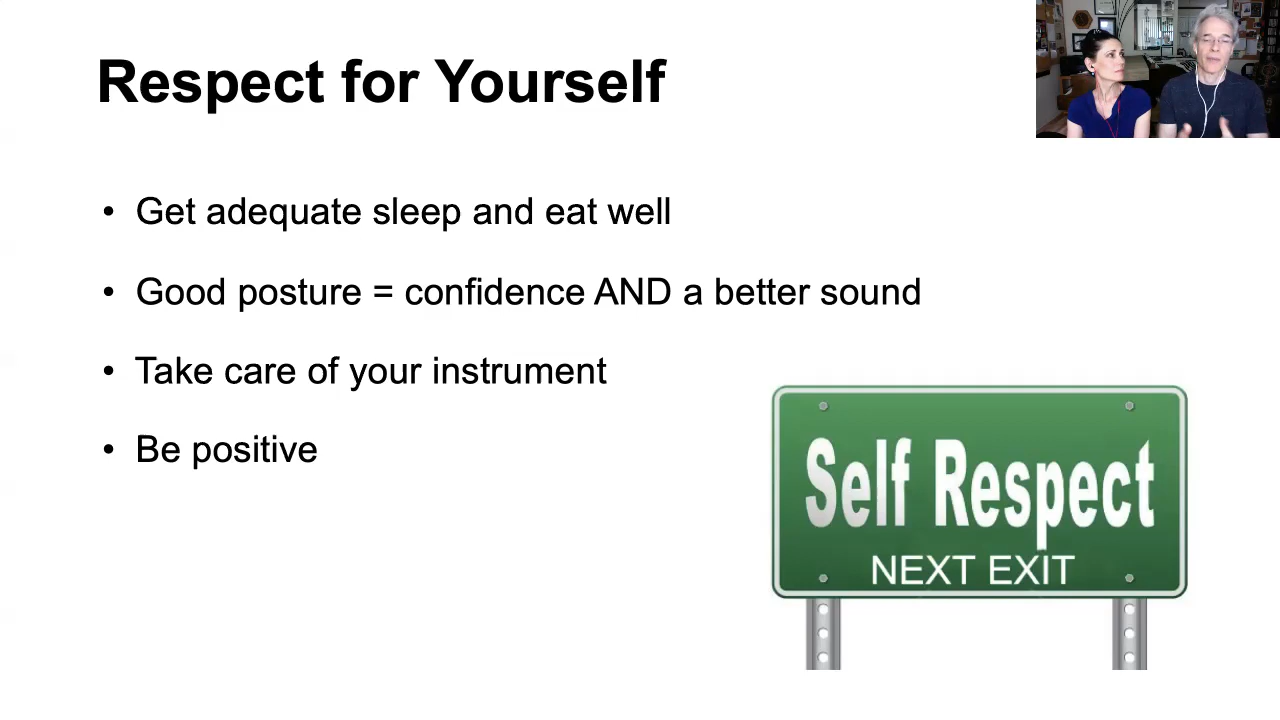 Respect for Yourself
• Get adequate sleep and eat well
• Good posture = confidence AND a better sound
• Take care of your instrument
• Be positive
Self Respect
NEXT EXIT